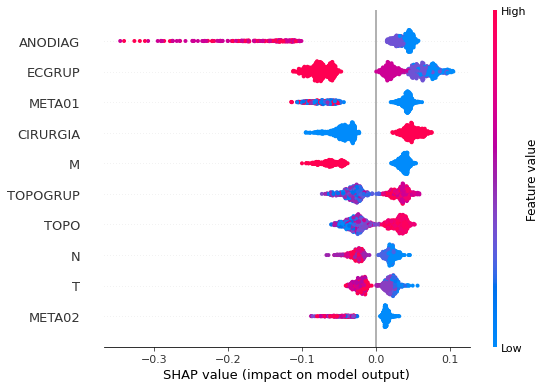 High
ANODIAG
ECGRUP
META01
CIRURGIA
M
TOPOGRUP
TOPO
N
T
META02
Feature value
Low
−0.3 −0.2 −0.1 0.0 0.1
SHAP value (impact on model output)